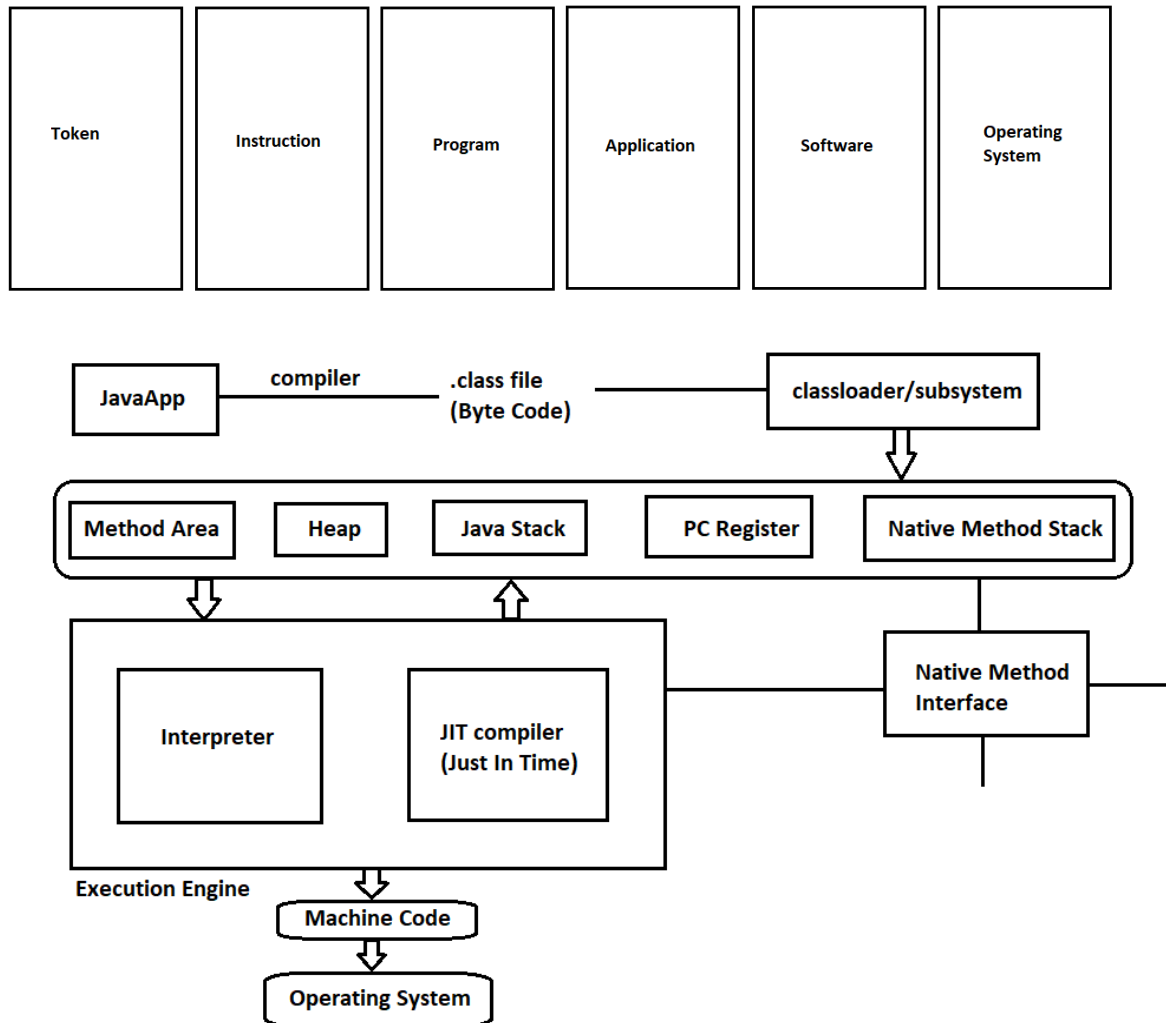 Token
Instruction
Program
Application
Software
Operating
System
JavaApp
compiler
.class file
(Byte Code)
classloader/subsystem
Method Area
Heap
Java Stack
PC Register
Native Method Stack
Interpreter
JIT compiler
(Just In Time)
Native Method
Interface
Execution Engine
Machine Code
Operating System